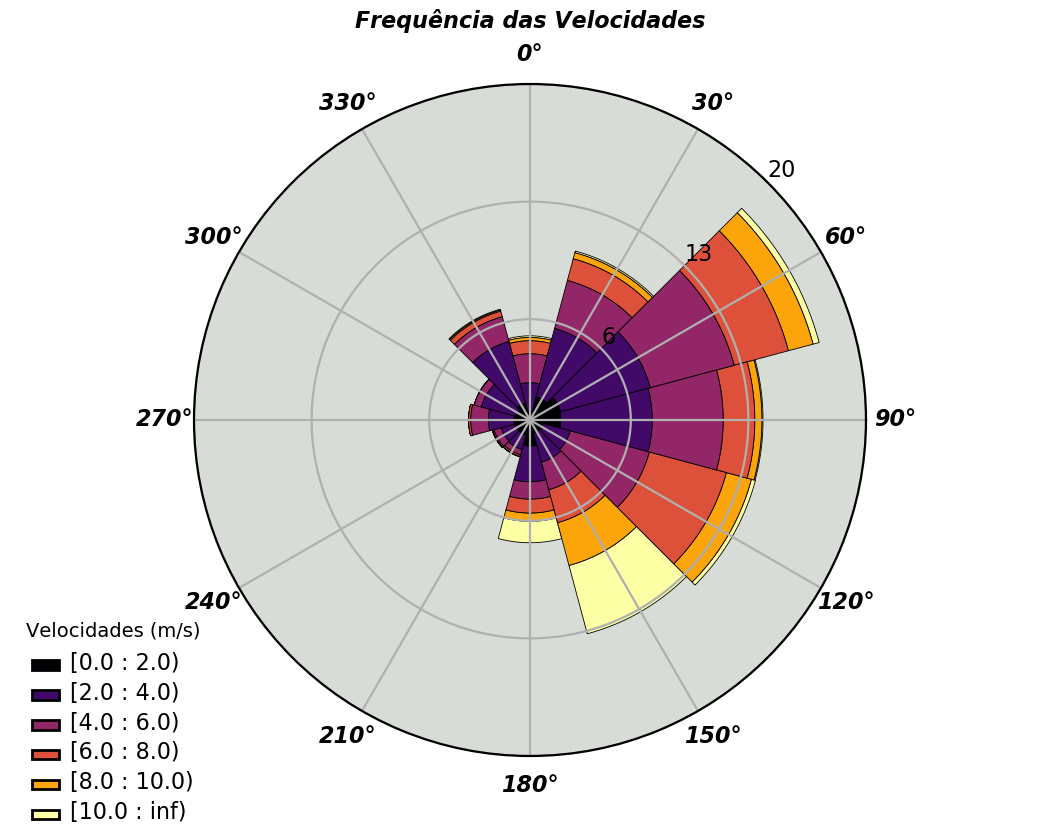 Frequência das Velocidades
0°
330°
30°
20
300°
60°
13
6
270°
90°
240°
120°
Velocidades (m/s)
[0.0 : 2.0)
[2.0 : 4.0)
[4.0 : 6.0)
210°
150°
[6.0 : 8.0)
[8.0 : 10.0)
180°
[10.0 : inf)